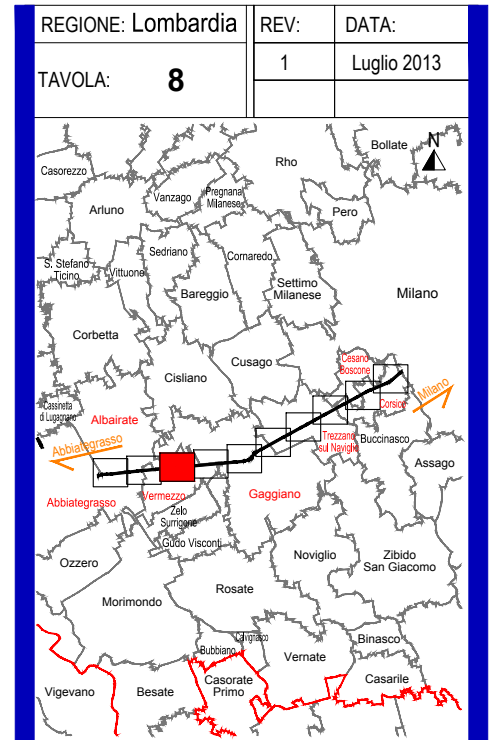 REGIONE: Lombardia
REV:
DATA:
TAVOLA: 8
1
Luglio 2013
Bollate
N
Rho
Casorezzo
Vanzago
Pregnana
Milanese
Arluno
Pero
Sedriano
Cornaredo
S. Stefano
Ticino
Vittuone
Settimo
Milanese
Bareggio
Milano
Corbetta
Cusago
Cesano
Boscone
Cisliano
Milano
Cassinetta
di Lugagnano
Corsico
Albairate
Trezzano
sul Naviglio
Buccinasco
Abbiategrasso
Assago
Abbiategrasso
Vermezzo
Gaggiano
Zelo
Surrigone
Gudo Visconti
Ozzero
Noviglio
Zibido
San Giacomo
Rosate
Morimondo
Calvignasco
Binasco
Bubbiano
Vernate
Vigevano
Besate
Casorate
Primo
Casarile